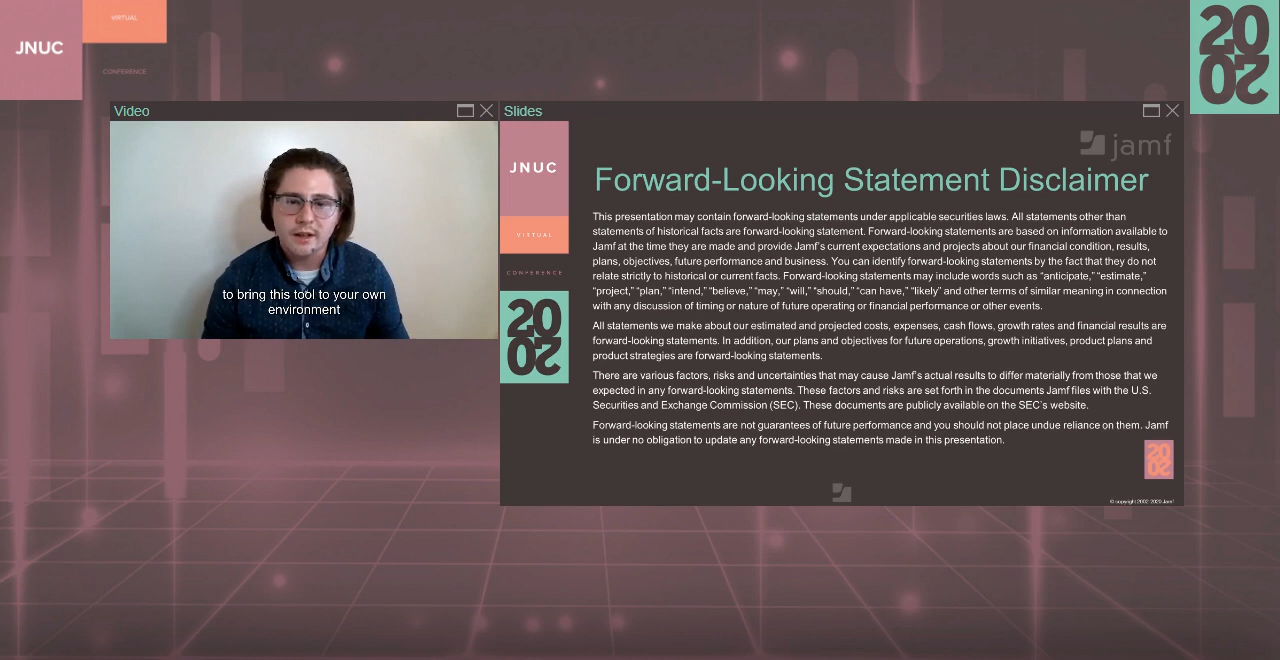 JNUC
VIRTUAL
CONFERENCE
2020
Video
to bring this tool to your own
environment
Slides
JNUC
VIRTUAL
CONFERENCE
2020
jamf
Forward-Looking Statement Disclaimer
This presentation may contain forward-looking statements under applicable securities laws. All statements other than
statements of historical facts are forward-looking statement. Forward-looking statements are based on information available to
Jamf at the time they are made and provide Jamf's current expectations and projects about our financial condition, results,
plans, objectives, future performance and business. You can identify forward-looking statements by the fact that they do not
relate strictly to historical or current facts. Forward-looking statements may include words such as “anticipate,” “estimate,”
“project,” “plan,” “intend,” “believe,” “may,” “will,” “should,” “can have,” “likely” and other terms of similar meaning in connection
with any discussion of timing or nature of future operating or financial performance or other events.
All statements we make about our estimated and projected costs, expenses, cash flows, growth rates and financial results are
forward-looking statements. In addition, our plans and objectives for future operations, growth initiatives, product plans and
product strategies are forward-looking statements.
There are various factors, risks and uncertainties that may cause Jamf's actual results to differ materially from those that we
expected in any forward-looking statements. These factors and risks are set forth in the documents Jamf files with the U.S.
Securities and Exchange Commission (SEC). These documents are publicly available on the SEC's website.
Forward-looking statements are not guarantees of future performance and you should not place undue reliance on them. Jamf
is under no obligation to update any forward-looking statements made in this presentation.
2020
© copyright 2002-2020 Jamf